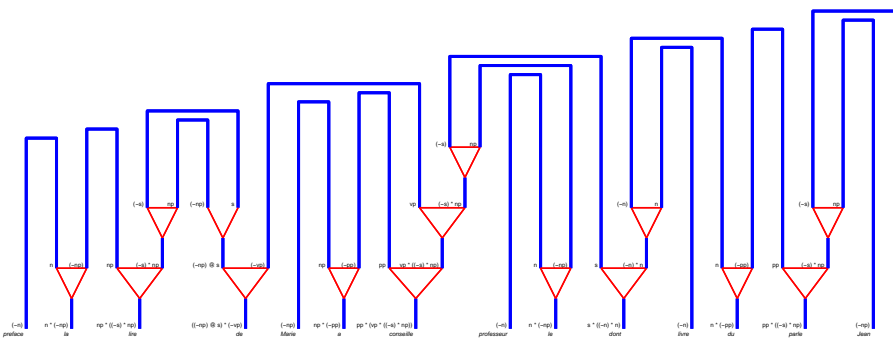 (-s) np
vp (-s) * np
(-s) np (-np) s (-n) n (-s) np
n (-np) np (-s) * np (-np) @ s (-vp) np (-pp) pp vp * ((-s) * np) n (-np) s (-n) * n n (-pp) pp (-s) * np
(-n) n * (-np) np * ((-s) * np) ((-np) @ s) * (-vp) (-np) np * (-pp) pp * (vp * ((-s) * np)) (-n) n * (-np) s * ((-n) * n) (-n) n * (-pp) pp * ((-s) * np) (-np)
preface la lire de Marie a conseille professeur le dont livre du parle Jean